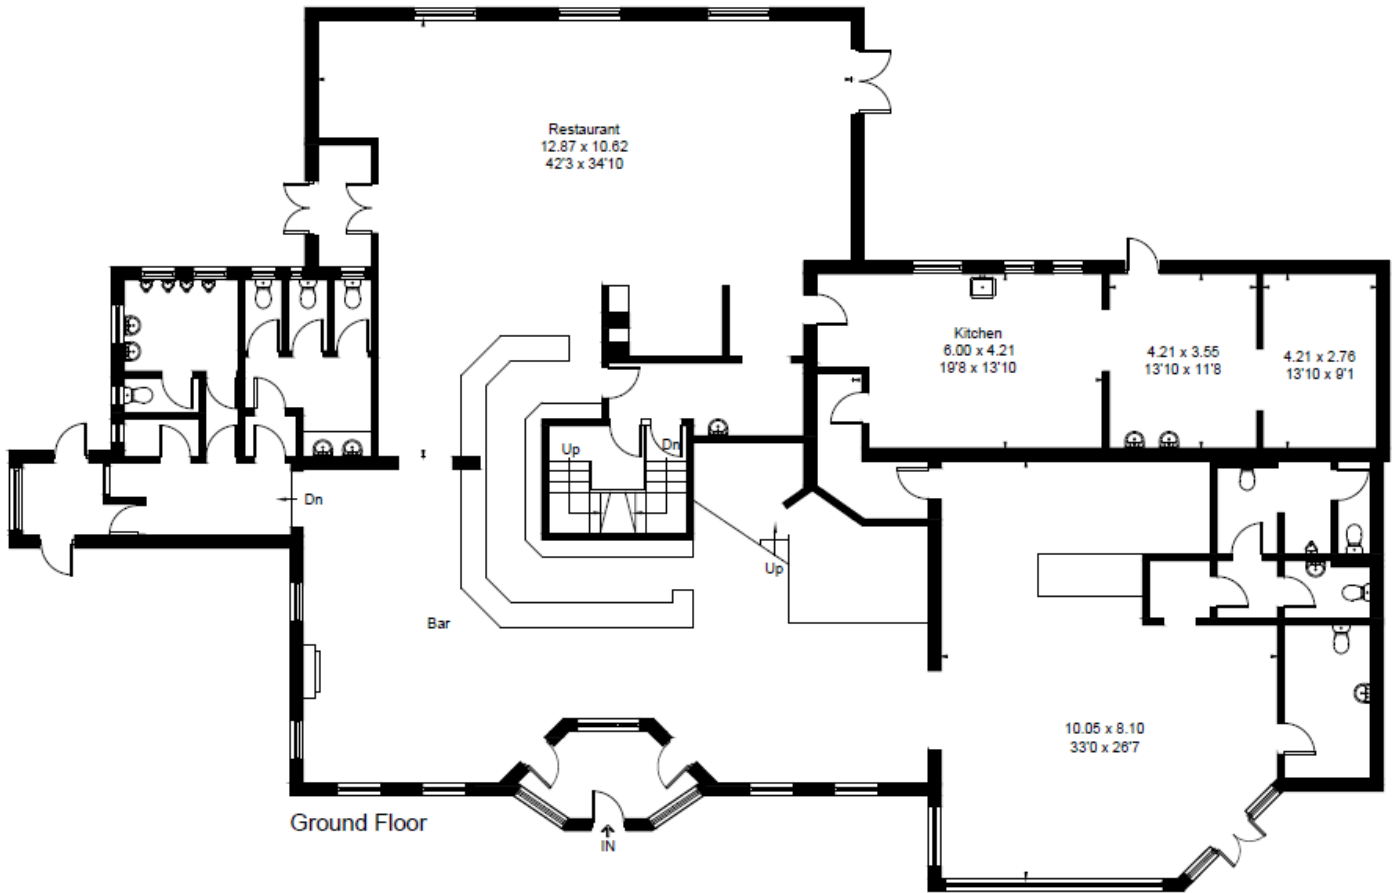 Restaurant
12.87 x 10.62
42'3 x 34'10
Kitchen
6.00 x 4.21
19'8 x 13'10
4.21 x 3.55
13'10 x 11'8
4.21 x 2.76
13'10 x 9'1
Up
Dn
Dn
Up
Bar
10.05 x 8.10
33'0 x 26'7
Ground Floor
IN